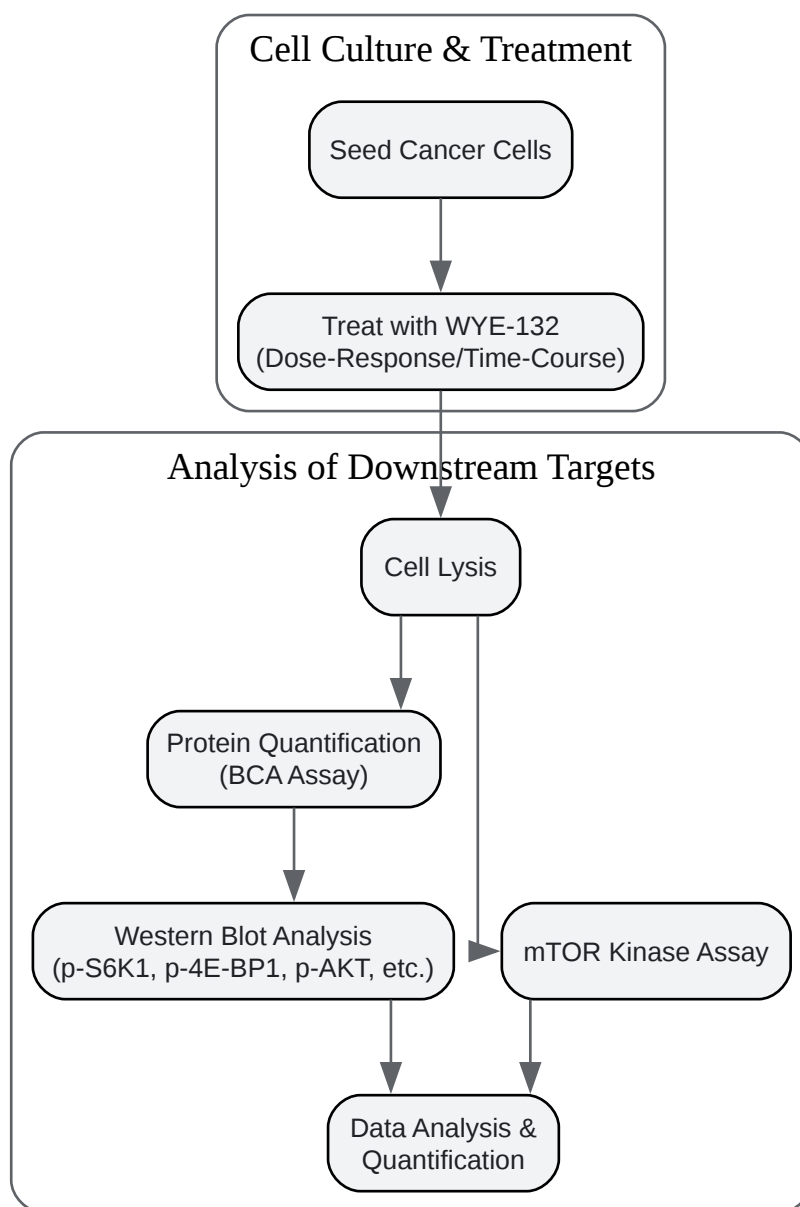 Cell Culture & Treatment
Seed Cancer Cells
Treat with WYE-132
(Dose-Response/Time-Course)
Analysis of Downstream Targets
Cell Lysis
Protein Quantification
(BCA Assay)
Western Blot Analysis
(p-S6K1, p-4E-BP1, p-AKT, etc.)
mTOR Kinase Assay
Data Analysis &
Quantification